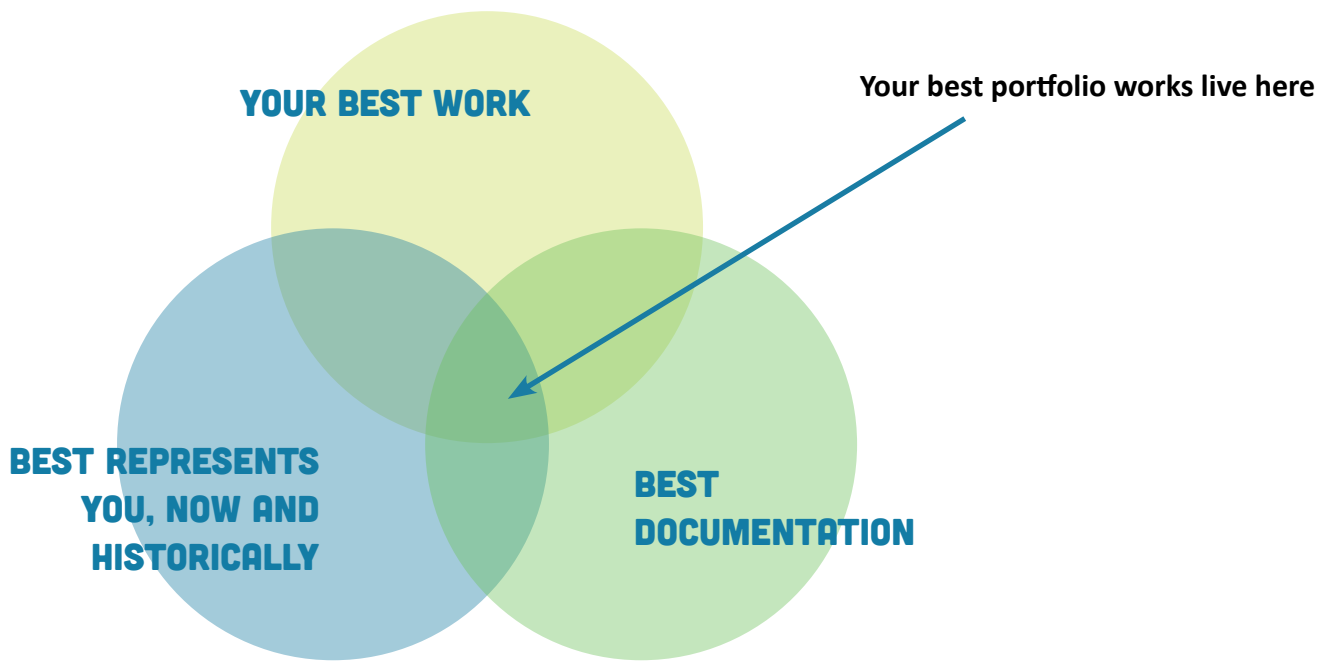 Your best portfolio works live here
YOUR BEST WORK
BEST REPRESENTS
YOU, NOW AND
HISTORICALLY
BEST
DOCUMENTATION